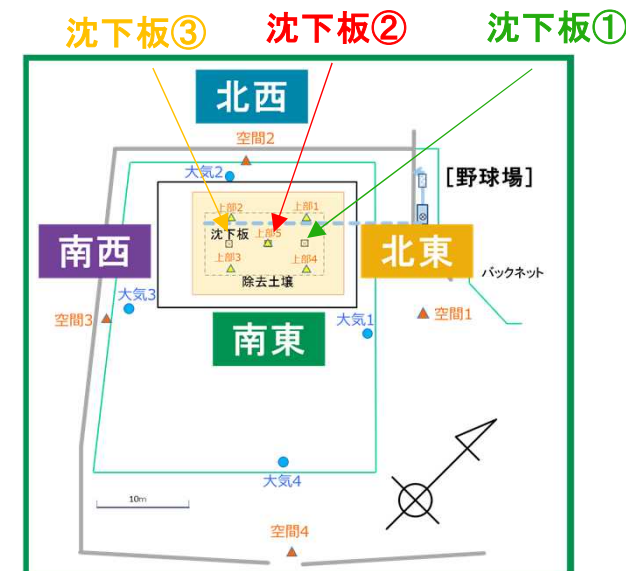 沈下板③
沈下板②
沈下板①
北西
空間2
大気2
[野球場]
上部2
上部1
沈下板
上部5
南西
北東
バックネット
上部3
上部4
除去土壌
大気3
空間3
大気1
空間1
南東
大気4
10m
空間4